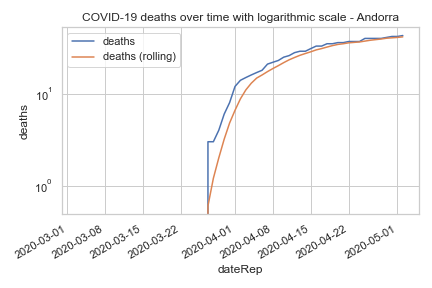 COVID-19 deaths over time with logarithmic scale - Andorra
deaths
deaths (rolling)
10¹
10⁰
deaths
2020-03-01
2020-03-08
2020-03-15
2020-03-22
2020-04-01
2020-04-08
2020-04-15
2020-04-22
2020-05-01
dateRep